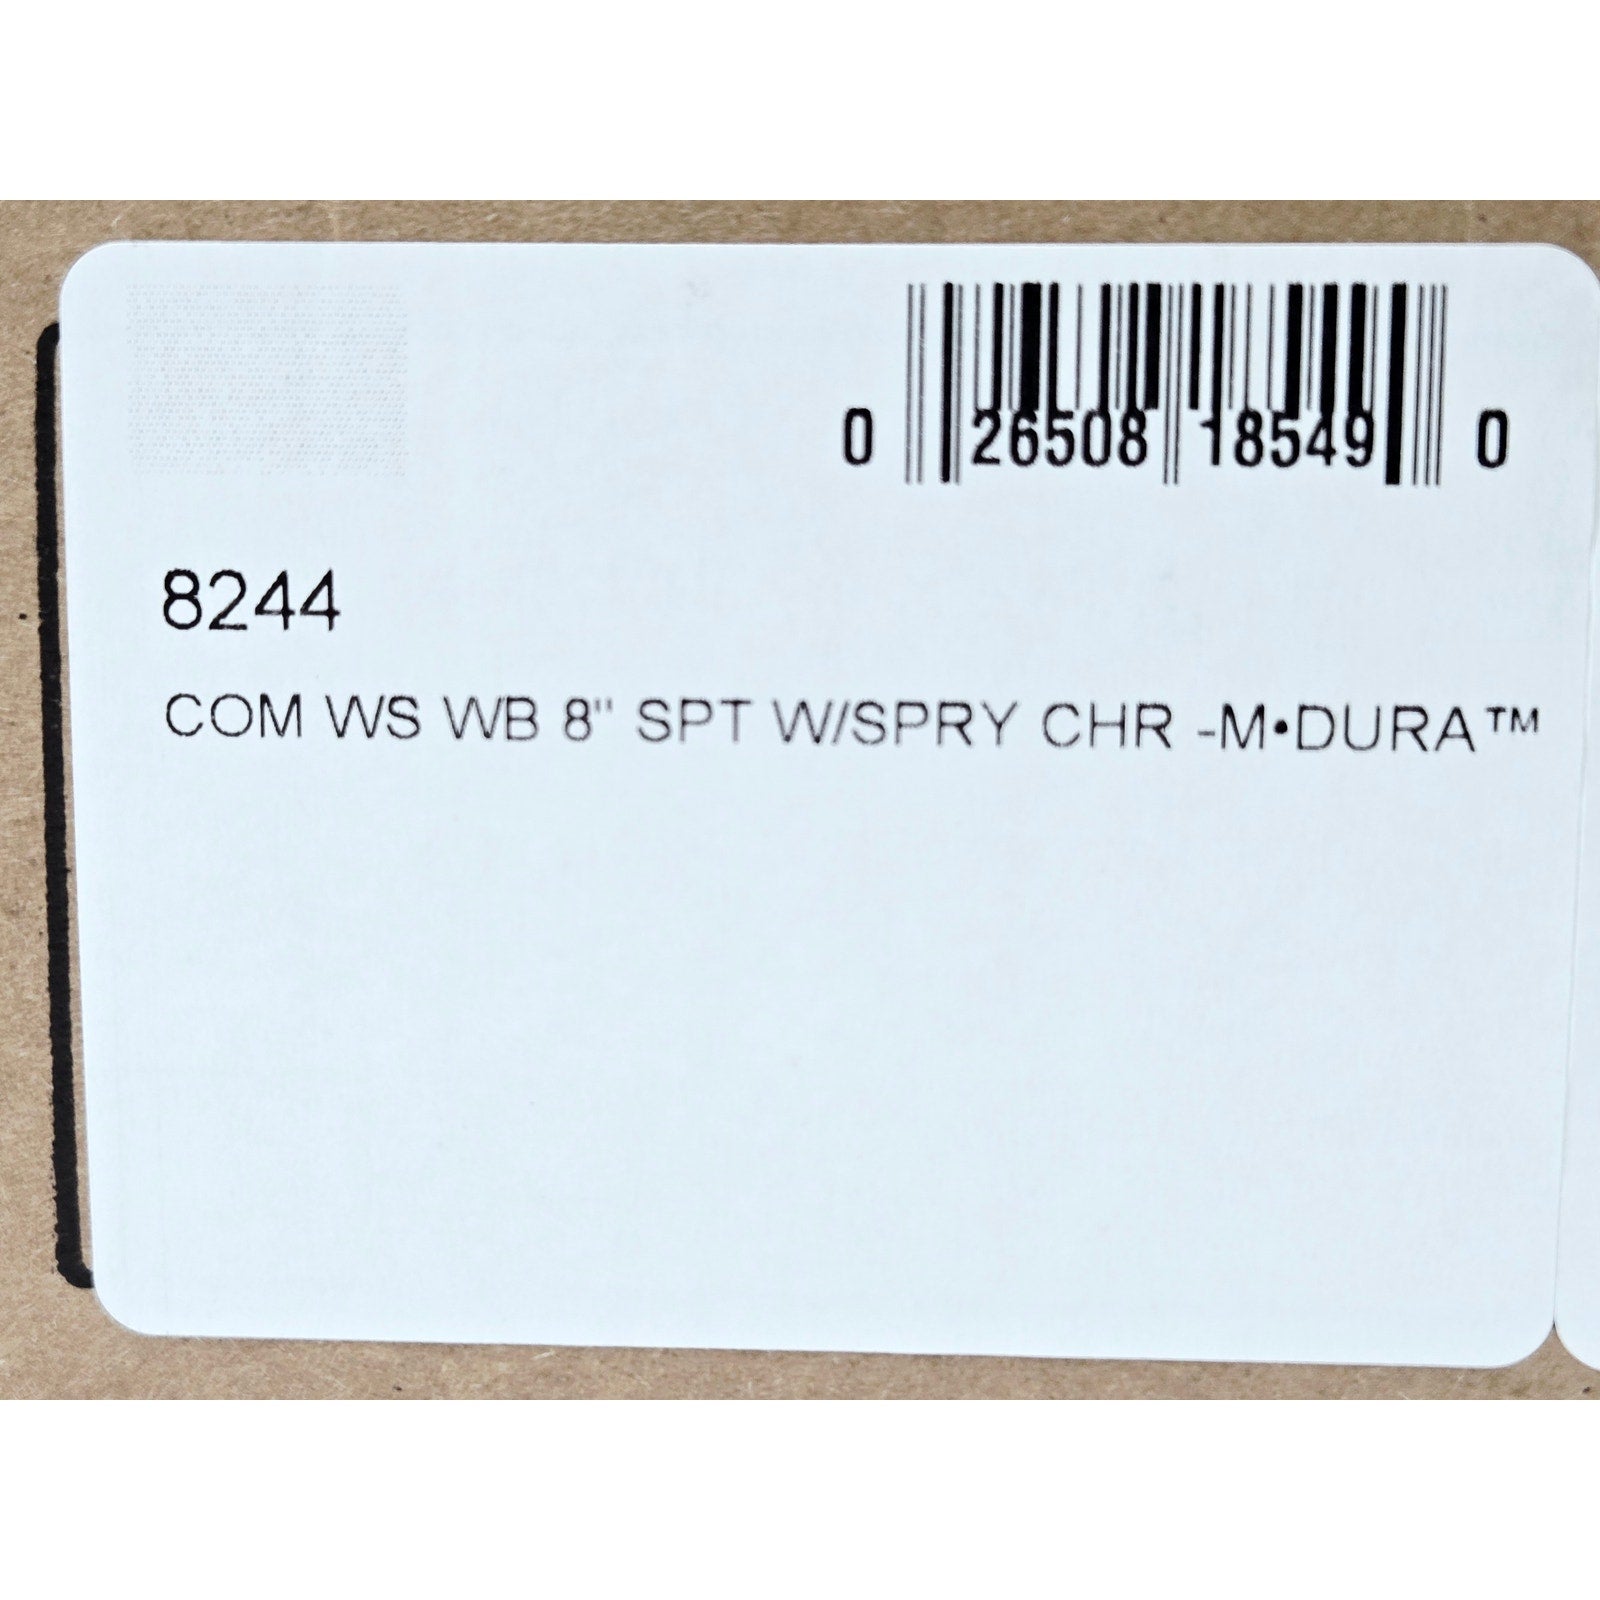 0 26508 18549 0
8244
COM WS WB 8" SPT W/SPRY CHR -M•DURA™